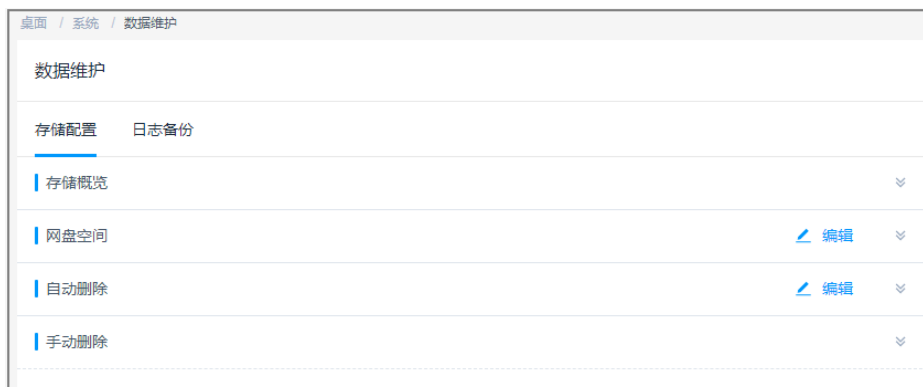 桌面 / 系统 / 数据维护
数据维护
存储配置 日志备份
存储概览
网盘空间 编辑
自动删除 编辑
手动删除